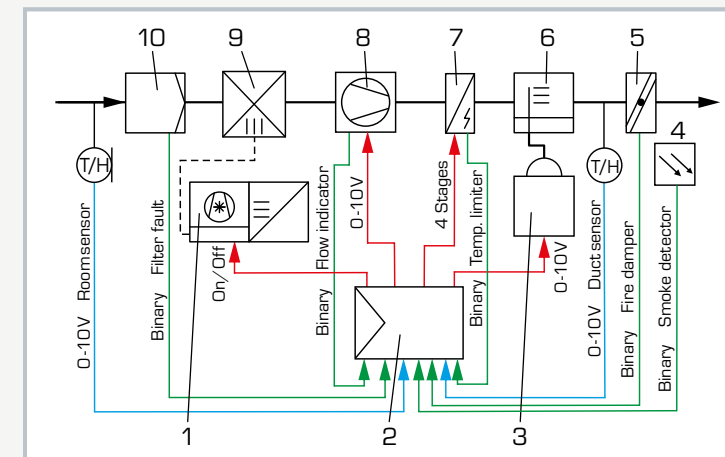 10
9
8
7
6
5
4
T/H
T/H
0-10V Roomsensor
Binary Filter fault
On/Off
Binary Flow indicator
0-10V
4 Stages
Binary Temp. limiter
0-10V
0-10V Ductsensor
Binary Fire damper
Binary Smoke detector
1
2
3